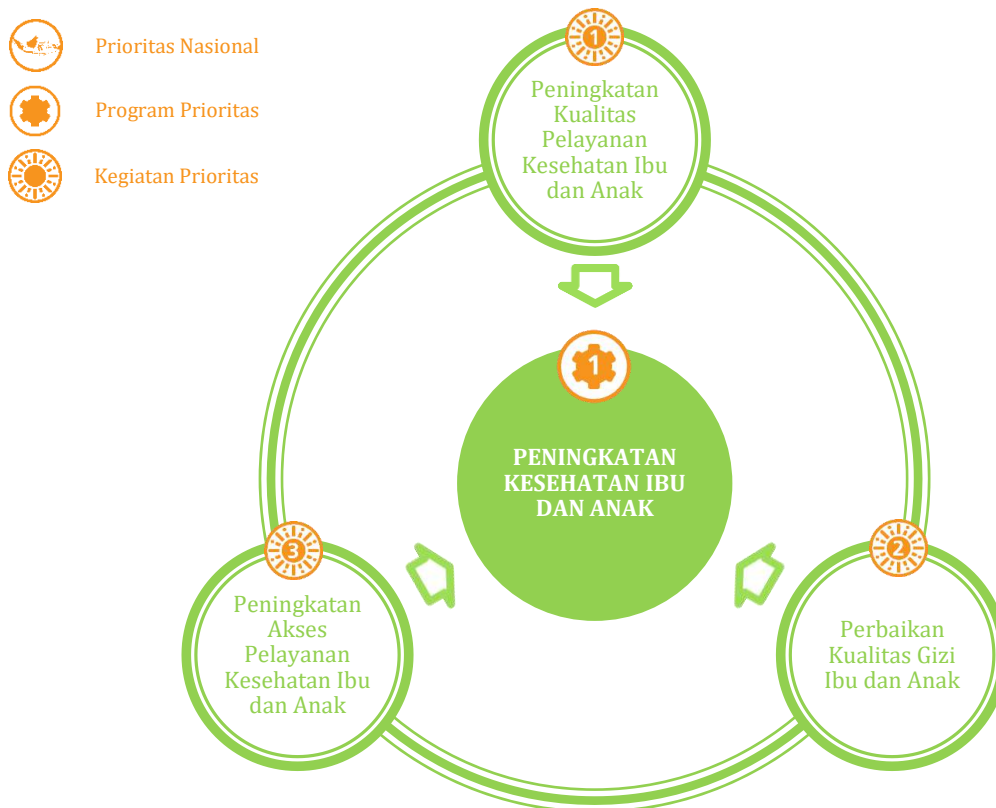 Prioritas Nasional
Program Prioritas
Kegiatan Prioritas
1
Peningkatan
Kualitas
Pelayanan
Kesehatan Ibu
dan Anak
1
PENINGKATAN
KESEHATAN IBU
DAN ANAK
3
Peningkatan
Akses
Pelayanan
Kesehatan Ibu
dan Anak
2
Perbaikan
Kualitas Gizi
Ibu dan Anak